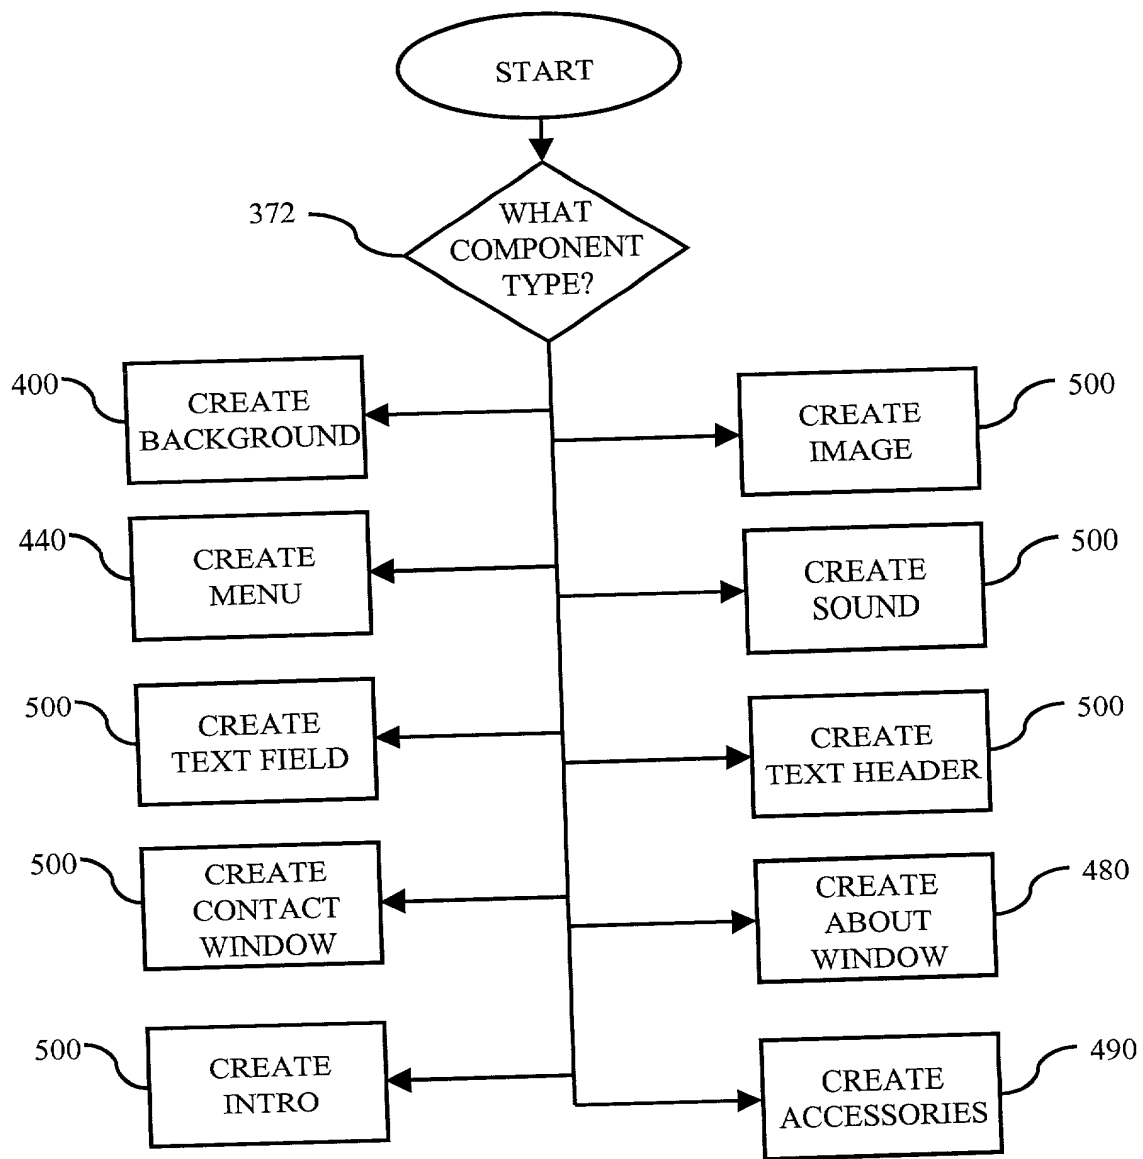 START
372
WHAT
COMPONENT
TYPE?
400
CREATE
BACKGROUND
CREATE
IMAGE
500
440
CREATE
MENU
CREATE
SOUND
500
500
CREATE
TEXT FIELD
CREATE
TEXT HEADER
500
500
CREATE
CONTACT
WINDOW
CREATE
ABOUT
WINDOW
480
500
CREATE
INTRO
CREATE
ACCESSORIES
490